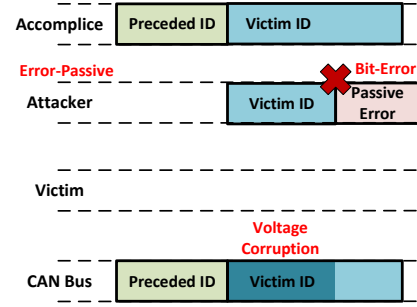 Accomplice Preceded ID Victim ID
Error-Passive Bit-Error
Attacker Victim ID Passive
Error
Victim
Voltage
Corruption
CAN Bus Preceded ID Victim ID